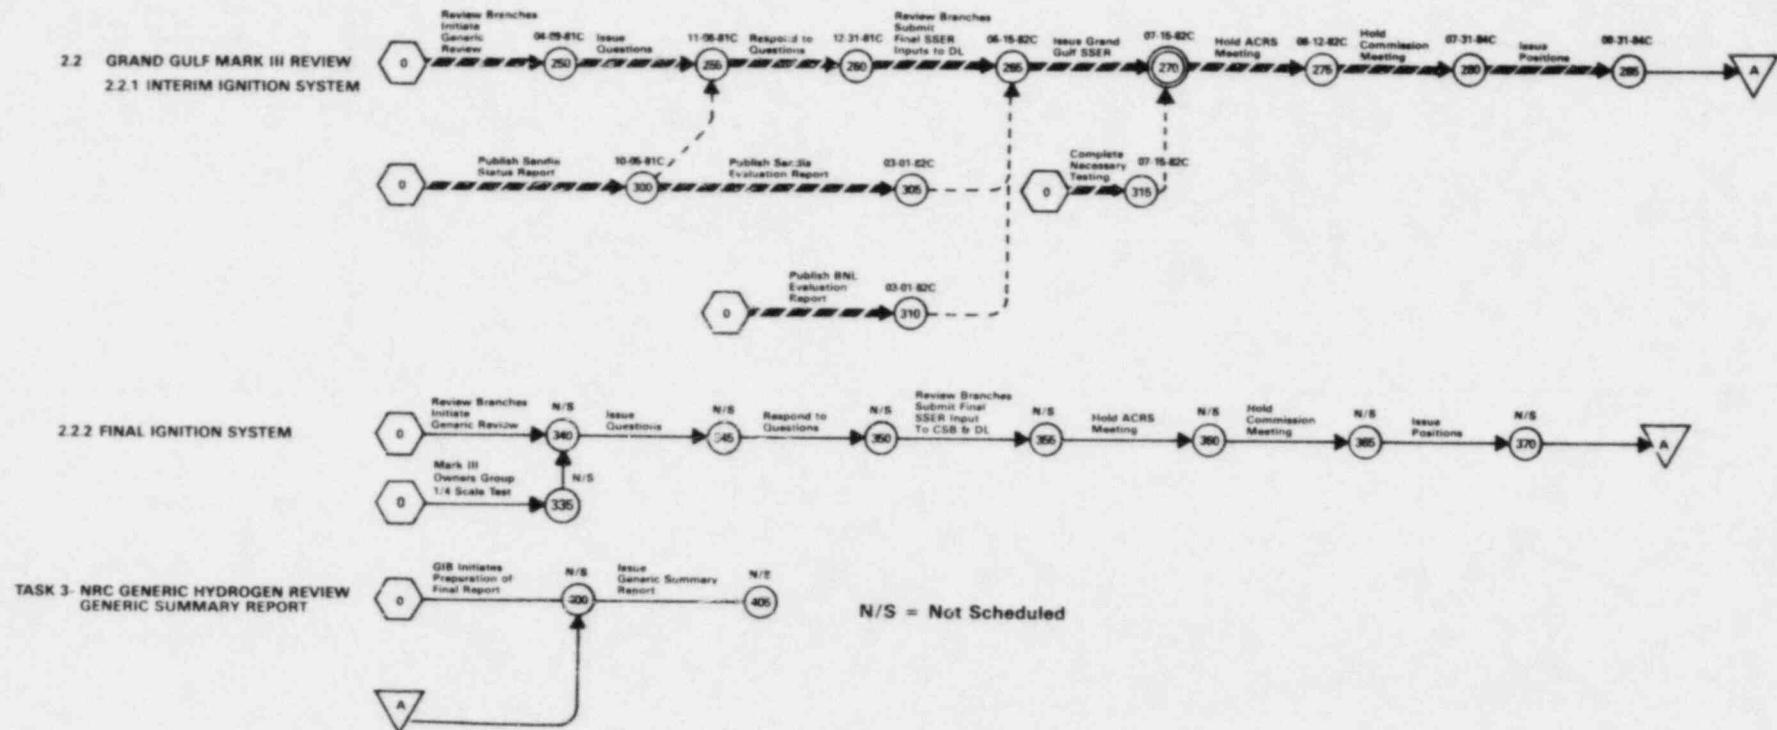 Review Branches
Initiate
Generic
Review
04-09-81C
Issue
Questions
11-06-81C
Respond to
Questions
12-31-81C
Review Branches
Submit
Final SSER
Inputs to DL
06-15-82C
Issue Grand
Gulf SSER
07-15-82C
Hold ACRS
Meeting
08-12-82C
Hold
Commission
Meeting
07-31-84C
Issue
Positions
08-31-84C
2.2 GRAND GULF MARK III REVIEW
2.2.1 INTERIM IGNITION SYSTEM
0
250
255
260
265
270
275
280
285
A
Publish Sandia
Status Report
10-05-81C
Publish Sandia
Evaluation Report
03-01-82C
Complete
Necessary
Testing
07-15-82C
0
300
305
0
315
Publish BNL
Evaluation
Report
03-01-82C
0
310
2.2.2 FINAL IGNITION SYSTEM
Review Branches
Initiate
Generic Review
N/S
Issue
Questions
N/S
Respond to
Questions
N/S
Review Branches
Submit Final
SSER Input
To CSB & DL
N/S
Hold ACRS
Meeting
N/S
Hold
Commission
Meeting
N/S
Issue
Positions
N/S
0
340
345
350
355
360
365
370
A
Mark III
Owners Group
1/4 Scale Test
N/S
0
335
TASK 3- NRC GENERIC HYDROGEN REVIEW
GENERIC SUMMARY REPORT
GIB Initiates
Preparation of
Final Report
N/S
Issue
Generic Summary
Report
N/S
0
405
N/S = Not Scheduled
A